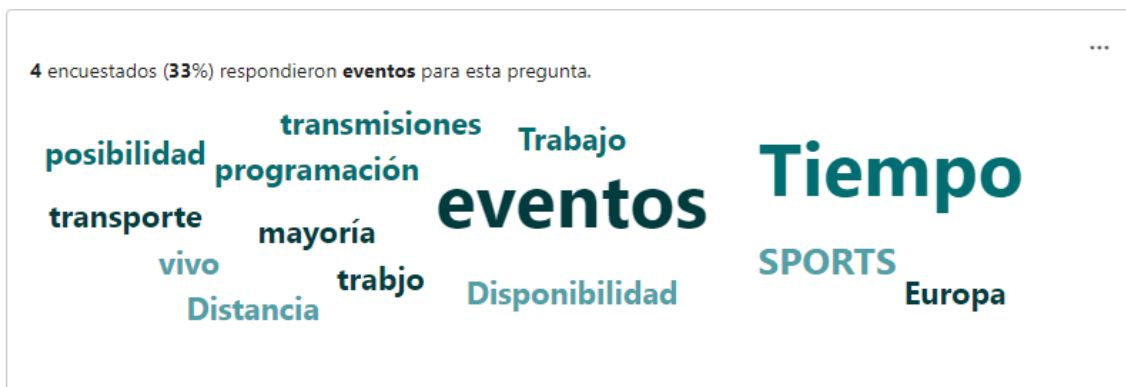 ...
4 encuestados (33%) respondieron eventos para esta pregunta.
transmisiones
Trabajo
posibilidad
programación
Tiempo
eventos
transporte
mayoría
vivo
SPORTS
trabjo
Disponibilidad
Europa
Distancia